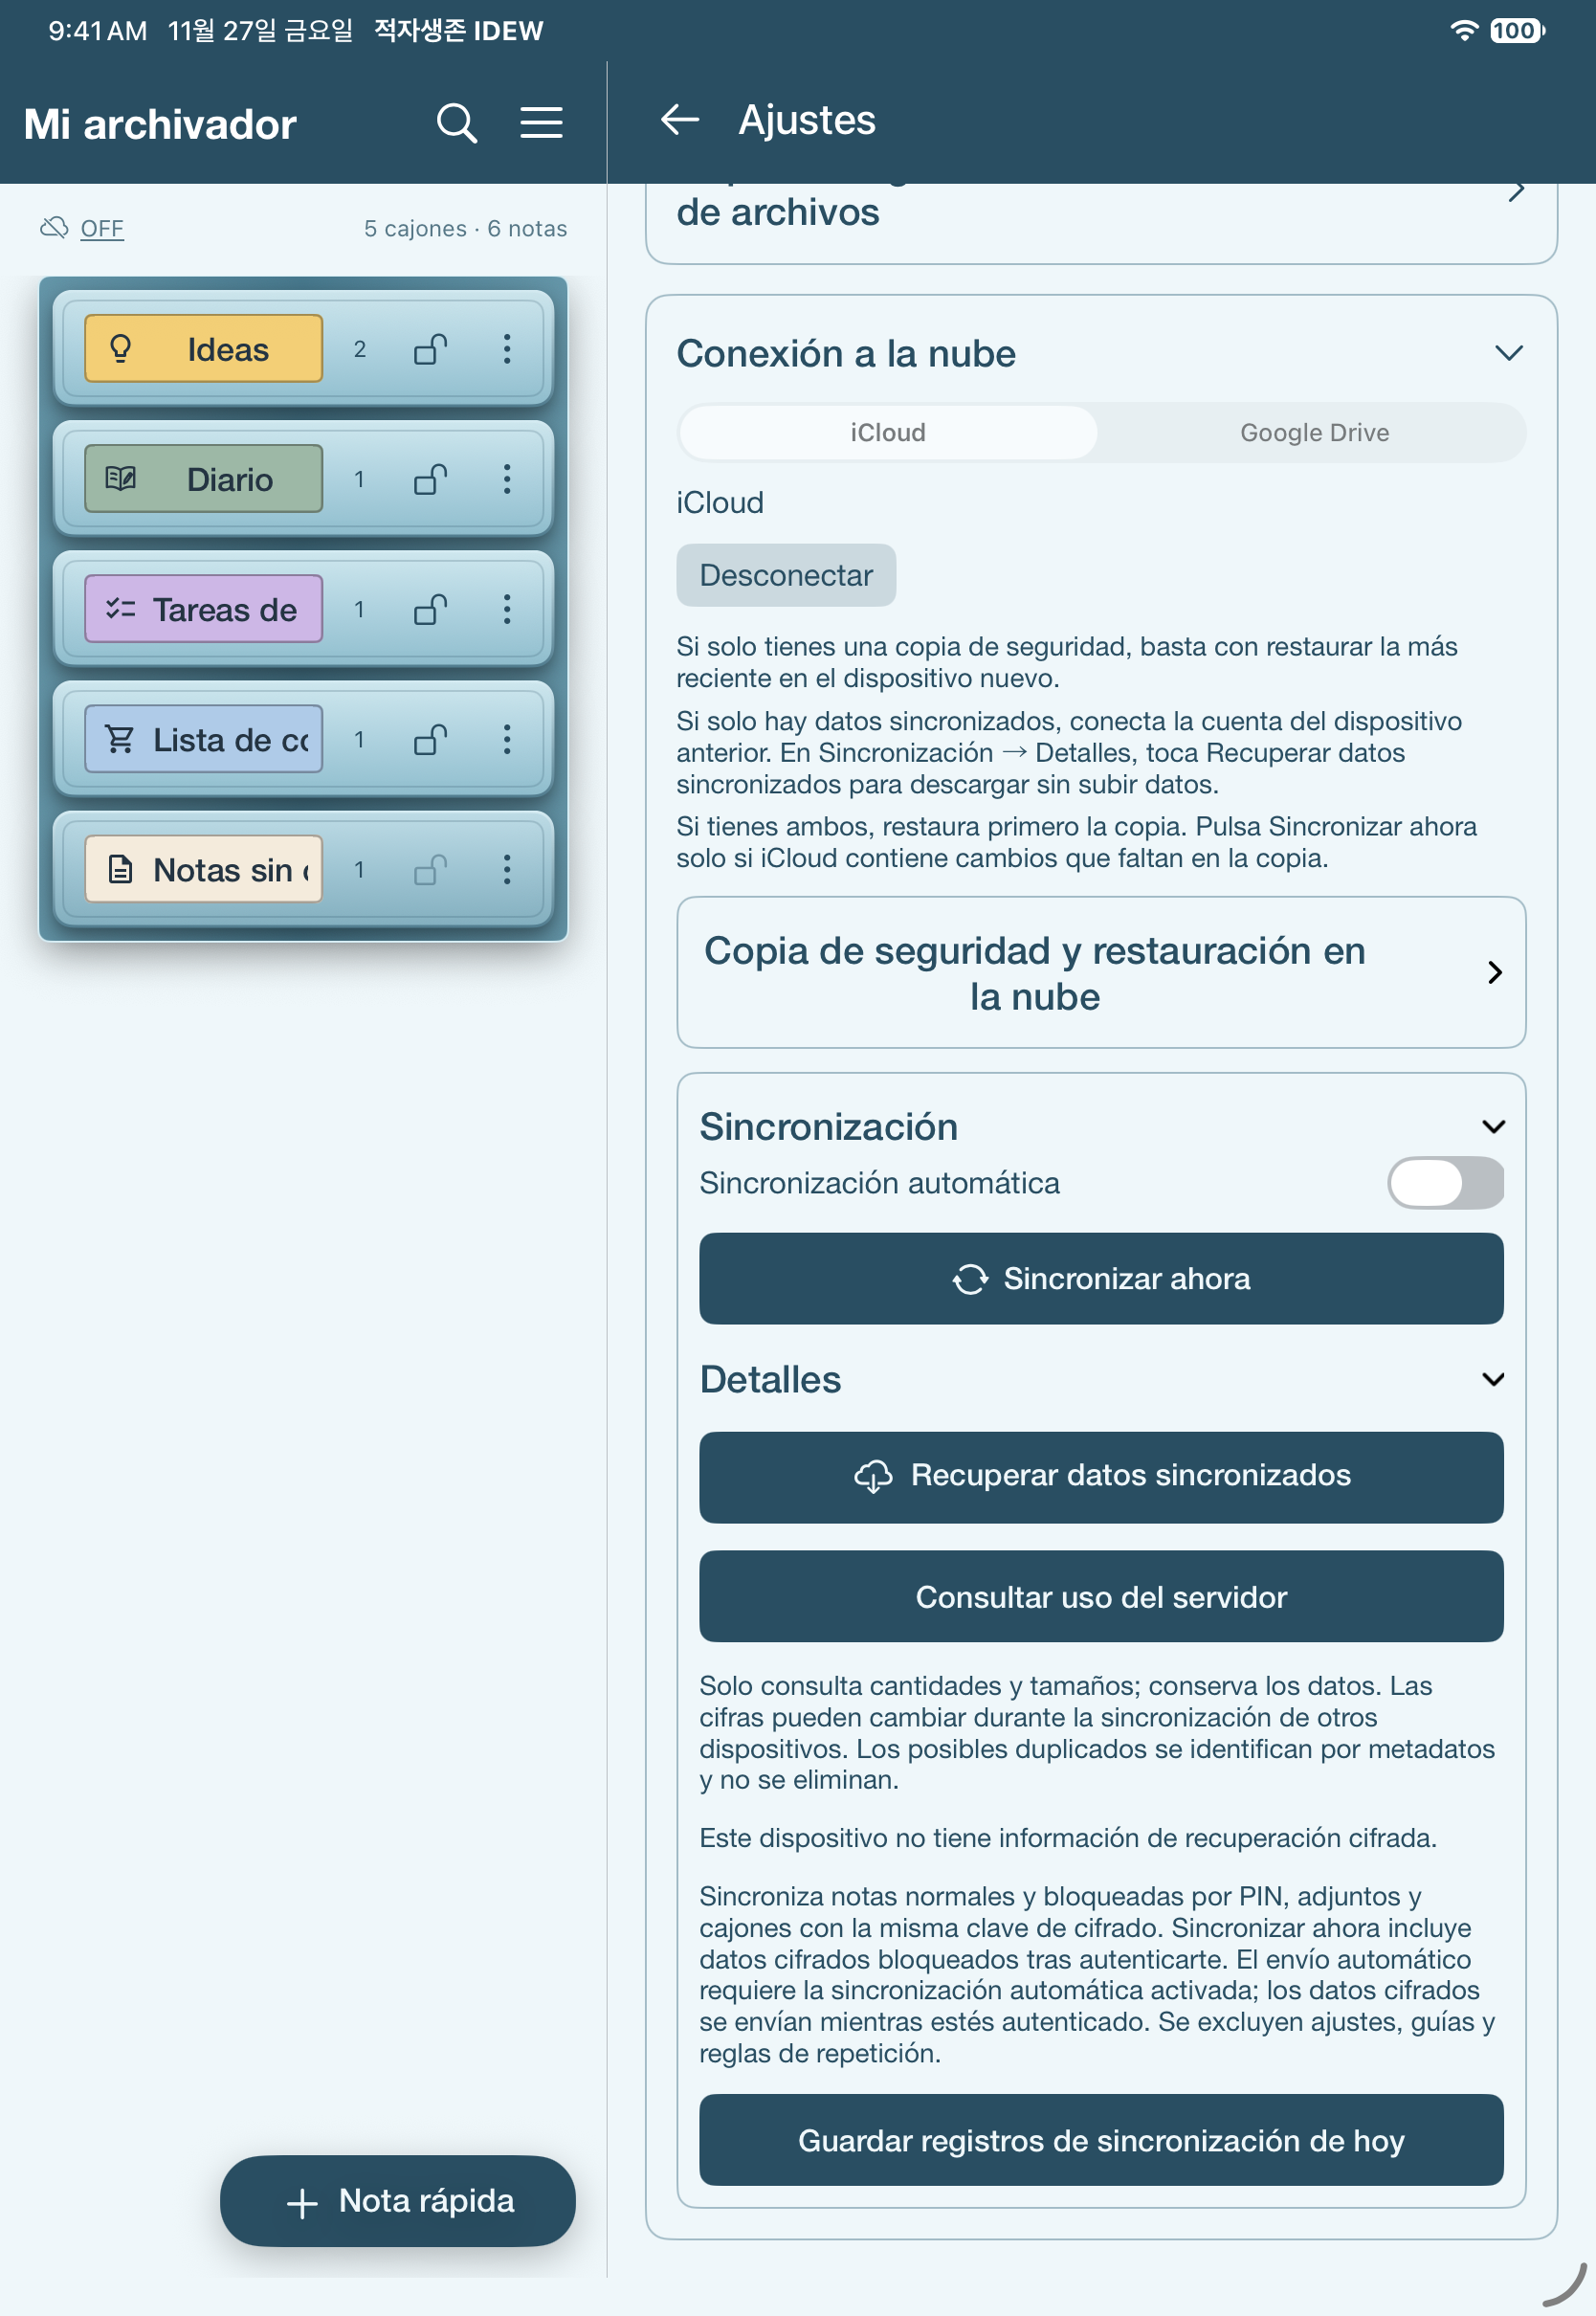 9:41 AM 11월 27일 금요일 적자생존 IDEW
100
Mi archivador
Ajustes
OFF
5 cajones · 6 notas
Ideas
2
Diario
1
Tareas de
1
Lista de co
1
Notas sin
1
Nota rápida
de archivos
Conexión a la nube
iCloud
Google Drive
iCloud
Desconectar
Si solo tienes una copia de seguridad, basta con restaurar la más
reciente en el dispositivo nuevo.
Si solo hay datos sincronizados, conecta la cuenta del dispositivo
anterior. En Sincronización → Detalles, toca Recuperar datos
sincronizados para descargar sin subir datos.
Si tienes ambos, restaura primero la copia. Pulsa Sincronizar ahora
solo si iCloud contiene cambios que faltan en la copia.
Copia de seguridad y restauración en
la nube
Sincronización
Sincronización automática
Sincronizar ahora
Detalles
Recuperar datos sincronizados
Consultar uso del servidor
Solo consulta cantidades y tamaños; conserva los datos. Las
cifras pueden cambiar durante la sincronización de otros
dispositivos. Los posibles duplicados se identifican por metadatos
y no se eliminan.
Este dispositivo no tiene información de recuperación cifrada.
Sincroniza notas normales y bloqueadas por PIN, adjuntos y
cajones con la misma clave de cifrado. Sincronizar ahora incluye
datos cifrados bloqueados tras autenticarte. El envío automático
requiere la sincronización automática activada; los datos cifrados
se envían mientras estés autenticado. Se excluyen ajustes, guías y
reglas de repetición.
Guardar registros de sincronización de hoy